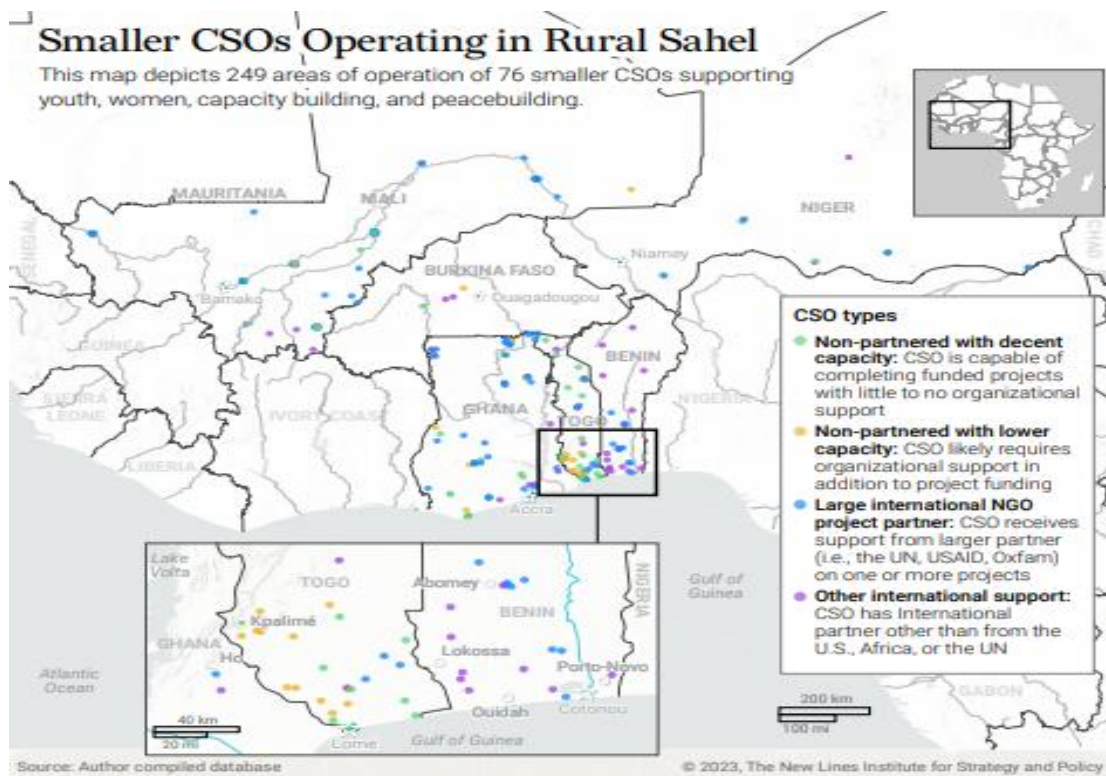 Smaller CSOs Operating in Rural Sahel
This map depicts 249 areas of operation of 76 smaller CSOs supporting
youth, women, capacity building, and peacebuilding.
MAURITANIA
MALI
NIGER
SENEGAL
CHAD
Niamey
BURKINA FASO
Bamako
Ouagadougou
GUINEA
BENIN
SIERRA
LEONE
IVORY COAST
GHANA
TOGO
NIGERIA
LIBERIA
Accra
CSO types
Non-partnered with decent
capacity: CSO is capable of
completing funded projects
with little to no organizational
support
Non-partnered with lower
capacity: CSO likely requires
organizational support in
addition to project funding
Large international NGO
project partner: CSO receives
support from larger partner
(i.e., the UN, USAID, Oxfam)
on one or more projects
Other international support:
CSO has International
partner other than from the
U.S., Africa, or the UN
Lake
Volta
TOGO
Abomey
NIGERIA
Gulf of
Guinea
Kpalimé
BENIN
GHANA
Ho
Lokossa
Porto-Novo
Atlantic
Ocean
Ouidah
Cotonou
GABON
40 km
20 mi
Lome
Gulf of Guinea
200 km
100 mi
Source: Author compiled database
© 2023, The New Lines Institute for Strategy and Policy